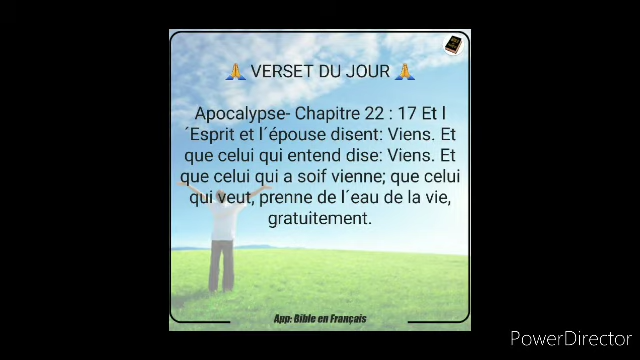 🙏 VERSET DU JOUR 🙏
Apocalypse- Chapitre 22 : 17 Et l
´Esprit et l´épouse disent: Viens. Et
que celui qui entend dise: Viens. Et
que celui qui a soif vienne; que celui
qui veut, prenne de l´eau de la vie,
gratuitement.
App: Bible en Français
PowerDirector